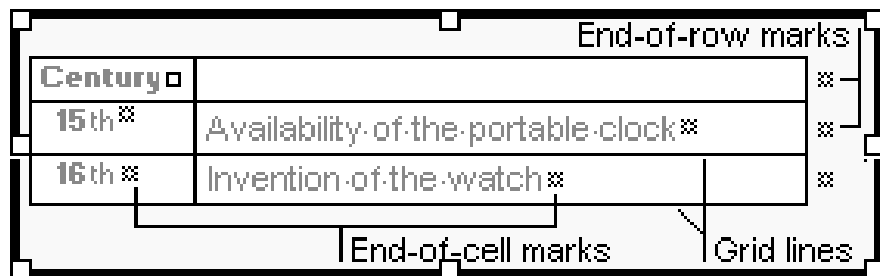 End-of-row marks
Century
15th
Availability·of·the·portable·clock
16th
Invention·of·the·watch
End-of-cell marks
Grid lines